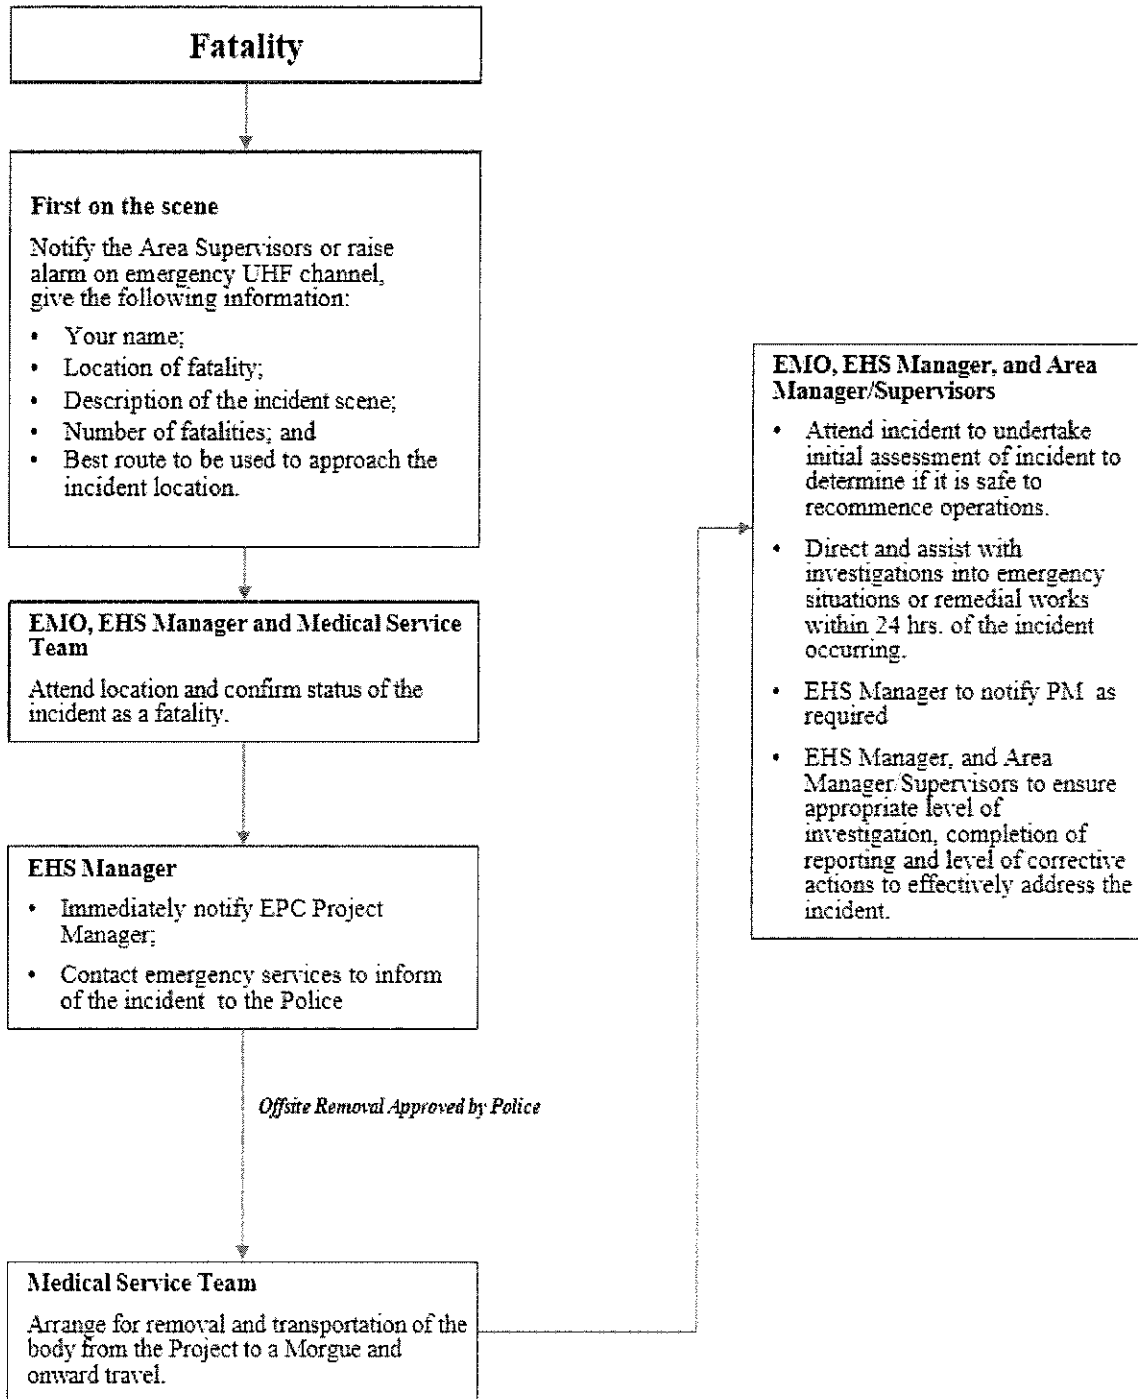 Fatality
First on the scene
Notify the Area Supervisors or raise
alarm on emergency UHF channel,
give the following information:
• Your name;
• Location of fatality;
• Description of the incident scene;
• Number of fatalities; and
• Best route to be used to approach the
incident location.
EMO, EHS Manager and Medical Service
Team
Attend location and confirm status of the
incident as a fatality.
EHS Manager
• Immediately notify EPC Project
Manager;
• Contact emergency services to inform
of the incident to the Police
Offsite Removal Approved by Police
Medical Service Team
Arrange for removal and transportation of the
body from the Project to a Morgue and
onward travel.
EMO, EHS Manager, and Area
Manager/Supervisors
• Attend incident to undertake
initial assessment of incident to
determine if it is safe to
recommence operations.
• Direct and assist with
investigations into emergency
situations or remedial works
within 24 hrs. of the incident
occurring.
• EHS Manager to notify PM as
required
• EHS Manager, and Area
Manager/Supervisors to ensure
appropriate level of
investigation, completion of
reporting and level of corrective
actions to effectively address the
incident.